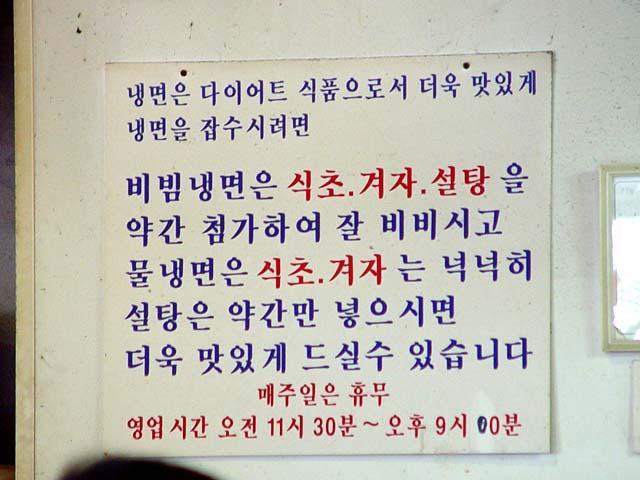 냉면은 다이어트 식품으로서 더욱 맛있게
냉면을 잡수시려면
비빔냉면은 식초.겨자.설탕을
약간 첨가하여 잘 비비시고
물냉면은 식초.겨자는 넉넉히
설탕은 약간만 넣으시면
더욱 맛있게 드실수 있습니다
매주일은 휴무
영업시간 오전 11시 30분 ~ 오후 9시 00분